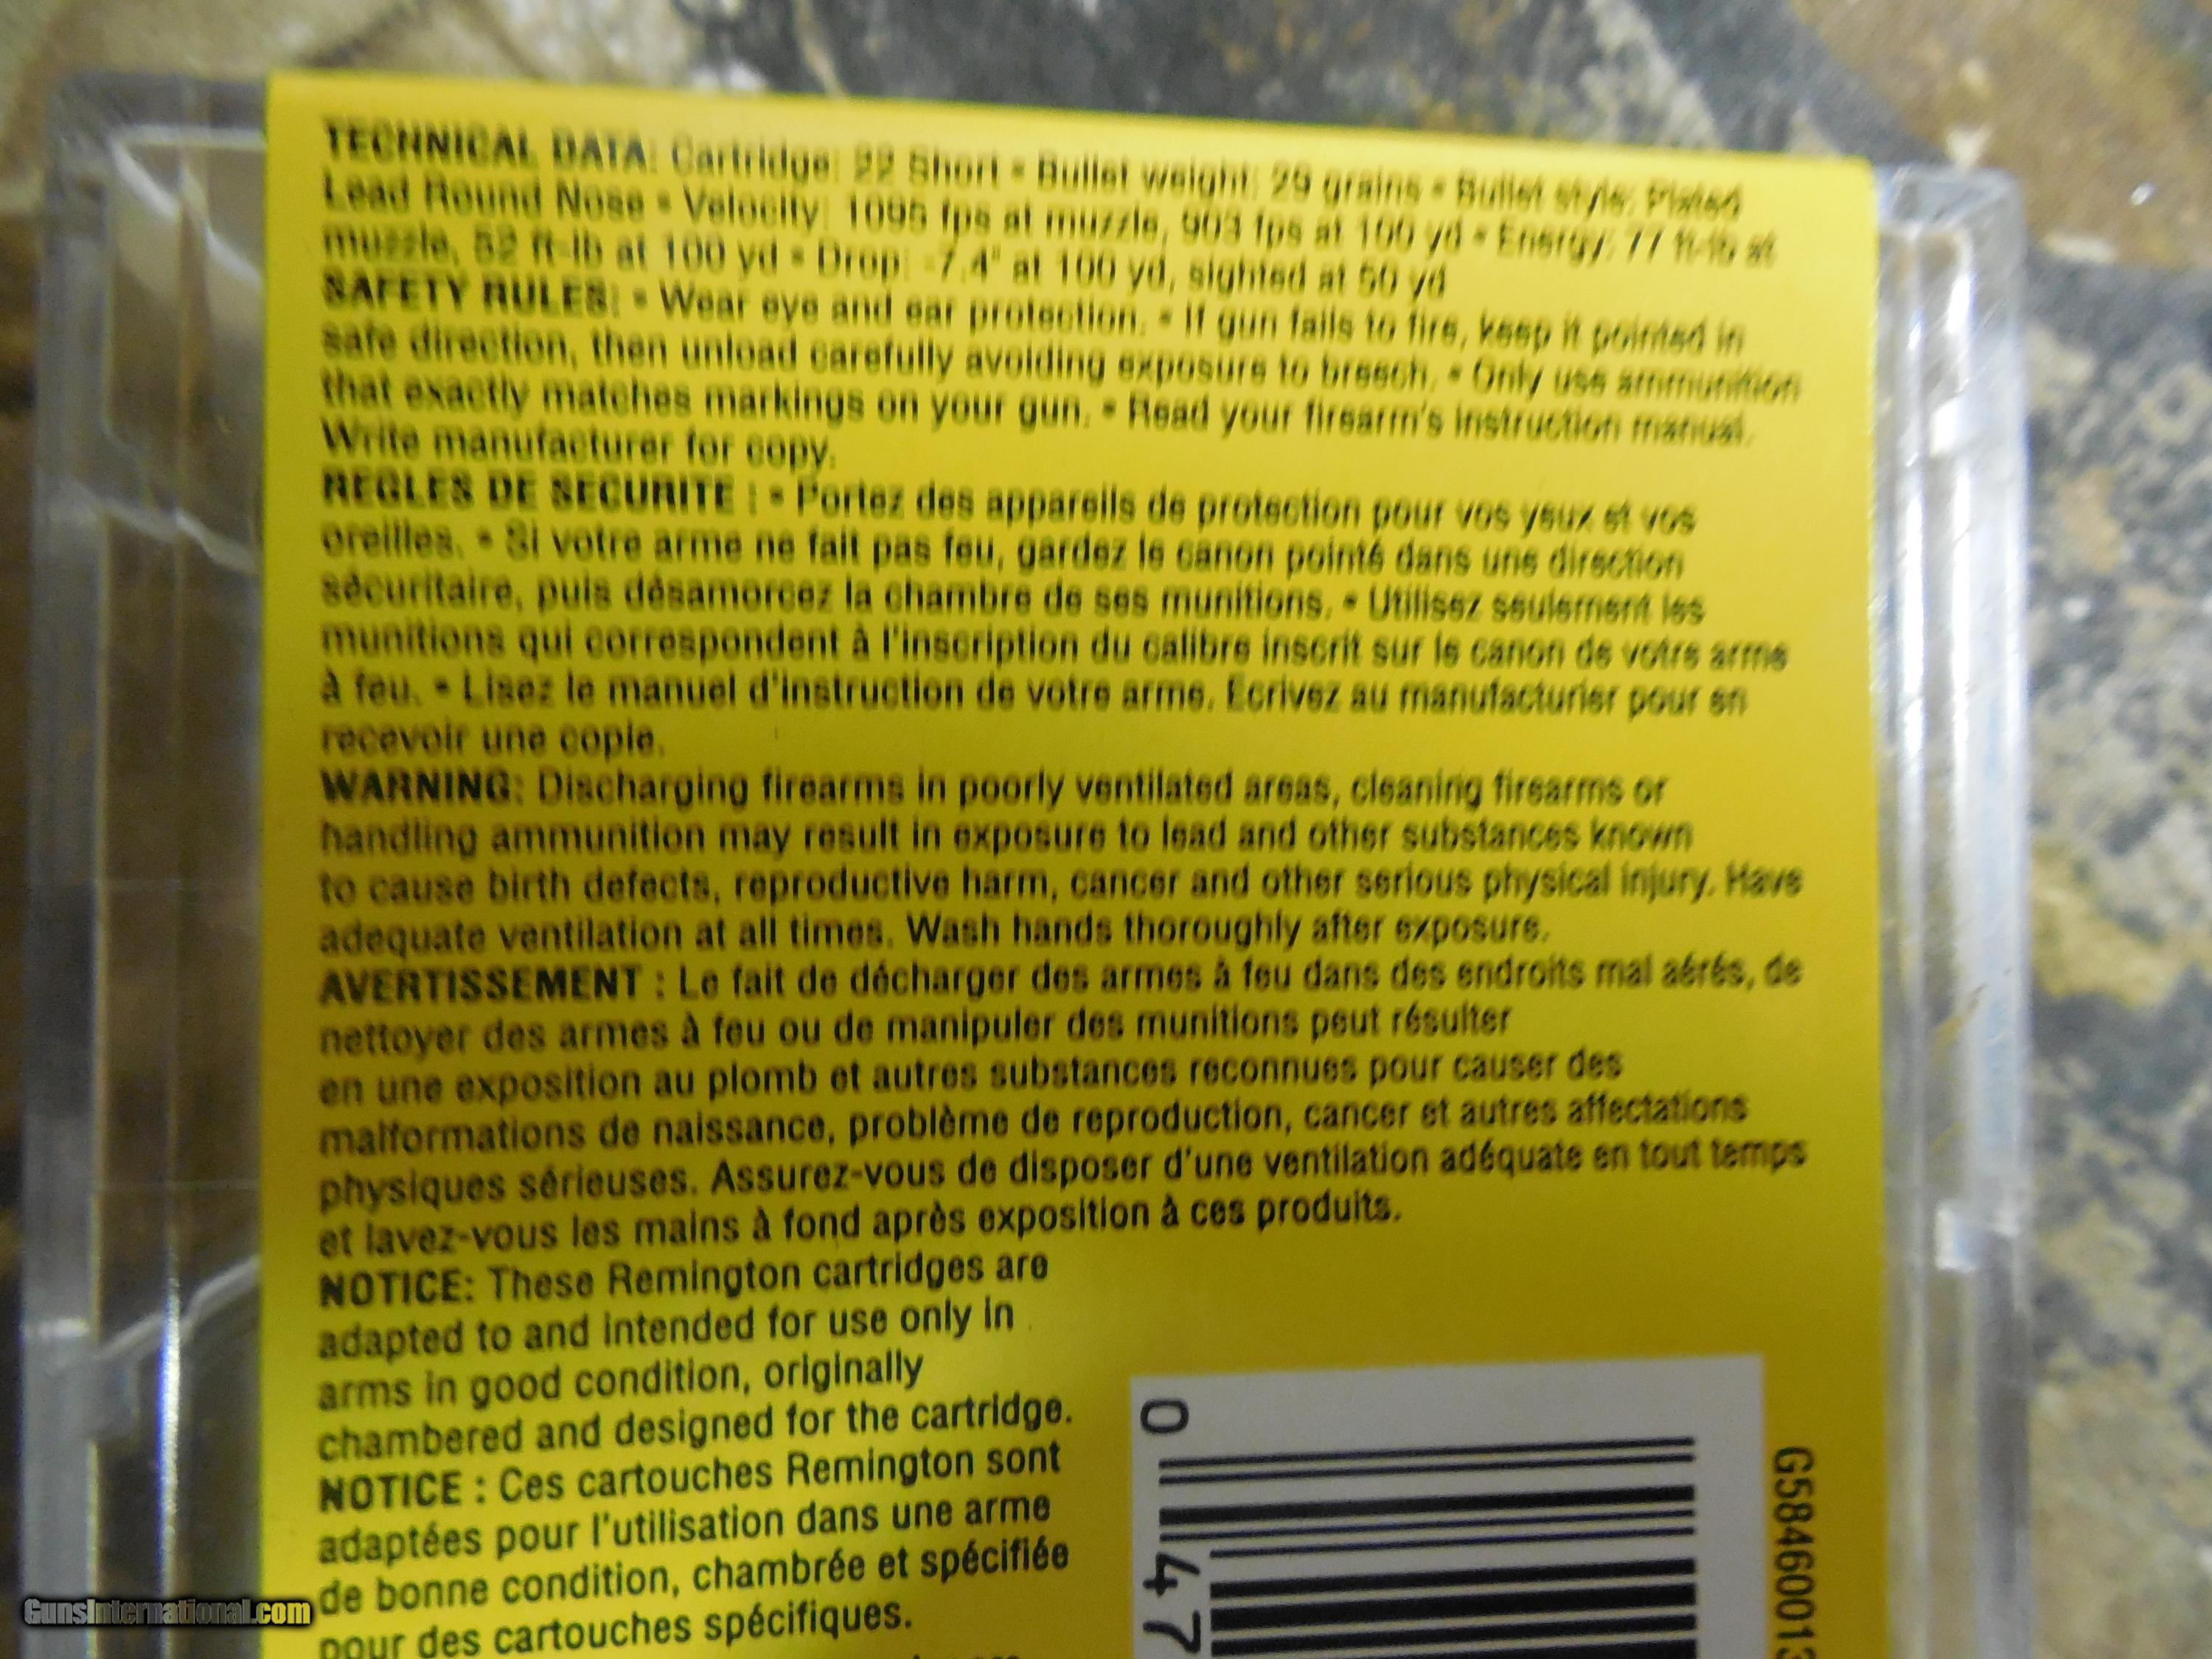 TECHNICAL DATA: Cartridge: 22 Short • Bullet weight: 29 grains • Bullet style: Plated
Lead Round Nose • Velocity: 1095 fps at muzzle, 903 fps at 100 yd • Energy: 77 ft-lb at
muzzle, 52 ft-lb at 100 yd • Drop: -7.4" at 100 yd, sighted at 50 yd
SAFETY RULES: • Wear eye and ear protection. • If gun fails to fire, keep it pointed in
safe direction, then unload carefully avoiding exposure to breech. • Only use ammunition
that exactly matches markings on your gun. • Read your firearm's instruction manual.
Write manufacturer for copy.
REGLES DE SECURITE : • Portez des appareils de protection pour vos yeux et vos
oreilles. • Si votre arme ne fait pas feu, gardez le canon pointé dans une direction
sécuritaire, puis désamorcez la chambre de ses munitions. • Utilisez seulement les
munitions qui correspondent à l'inscription du calibre inscrit sur le canon de votre arme
à feu. • Lisez le manuel d'instruction de votre arme. Ecrivez au manufacturier pour en
recevoir une copie.
WARNING: Discharging firearms in poorly ventilated areas, cleaning firearms or
handling ammunition may result in exposure to lead and other substances known
to cause birth defects, reproductive harm, cancer and other serious physical injury. Have
adequate ventilation at all times. Wash hands thoroughly after exposure.
AVERTISSEMENT : Le fait de décharger des armes à feu dans des endroits mal aérés, de
nettoyer des armes à feu ou de manipuler des munitions peut résulter
en une exposition au plomb et autres substances reconnues pour causer des
malformations de naissance, problème de reproduction, cancer et autres affectations
physiques sérieuses. Assurez-vous de disposer d'une ventilation adéquate en tout temps
et lavez-vous les mains à fond après exposition à ces produits.
NOTICE: These Remington cartridges are
adapted to and intended for use only in
arms in good condition, originally
chambered and designed for the cartridge.
NOTICE : Ces cartouches Remington sont
adaptées pour l'utilisation dans une arme
de bonne condition, chambrée et spécifiée
pour des cartouches spécifiques.
0 47
G58460013
GunsInternational.com